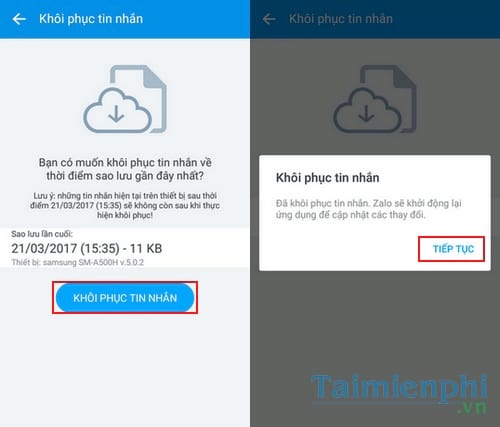 Khôi phục tin nhắn
Bạn có muốn khôi phục tin nhắn về
thời điểm sao lưu gần đây nhất?
Lưu ý: những tin nhắn hiện tại trên thiết bị sau thời
điểm 21/03/2017 (15:35) sẽ không còn sau khi thực
hiện khôi phục!
Sao lưu lần cuối:
21/03/2017 (15:35) - 11 KB
Thiết bị: samsung SM-A500H v.5.0.2
KHÔI PHỤC TIN NHẮN
Khôi phục tin nhắn
Khôi phục tin nhắn
Đã khôi phục tin nhắn. Zalo sẽ khởi động lại
ứng dụng để cập nhật các thay đổi.
TIẾP TỤC
Taimienphi
.vn